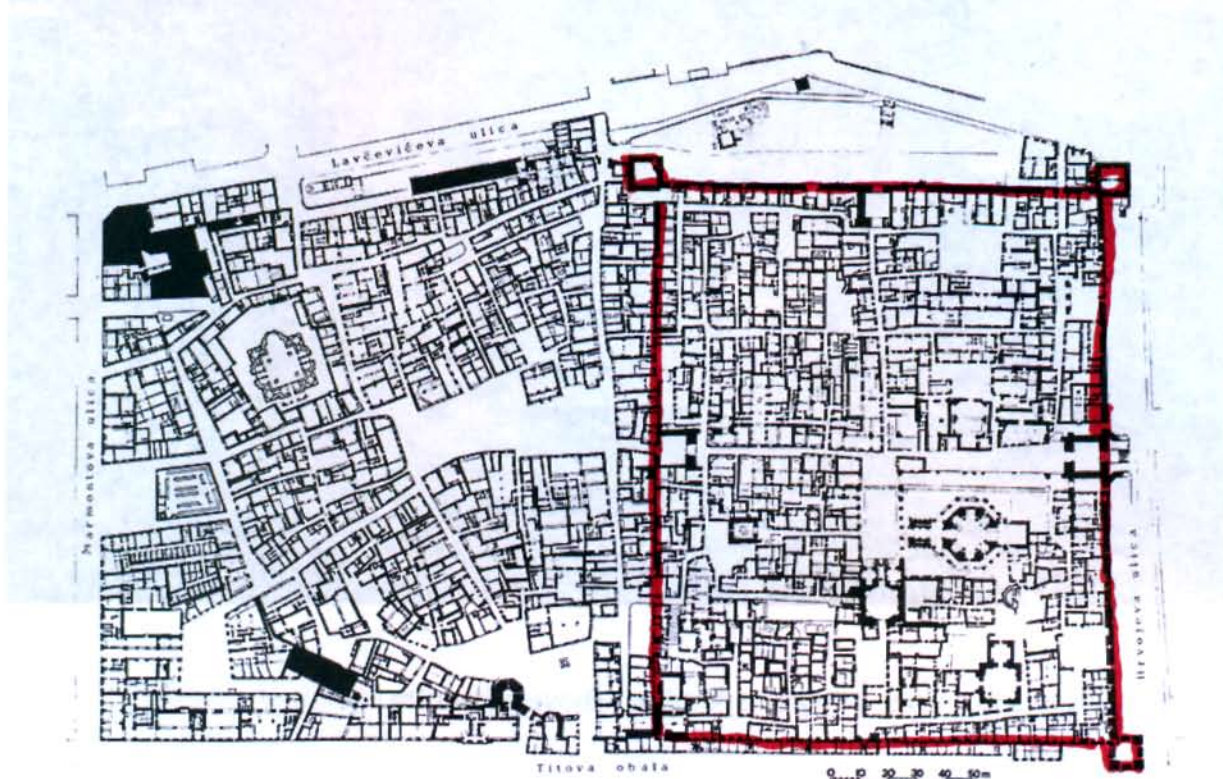 Lavčevićeva ulica
Marmontova ulica
Hrvojeva ulica
Titova obala
0 10 20 30 40 50m